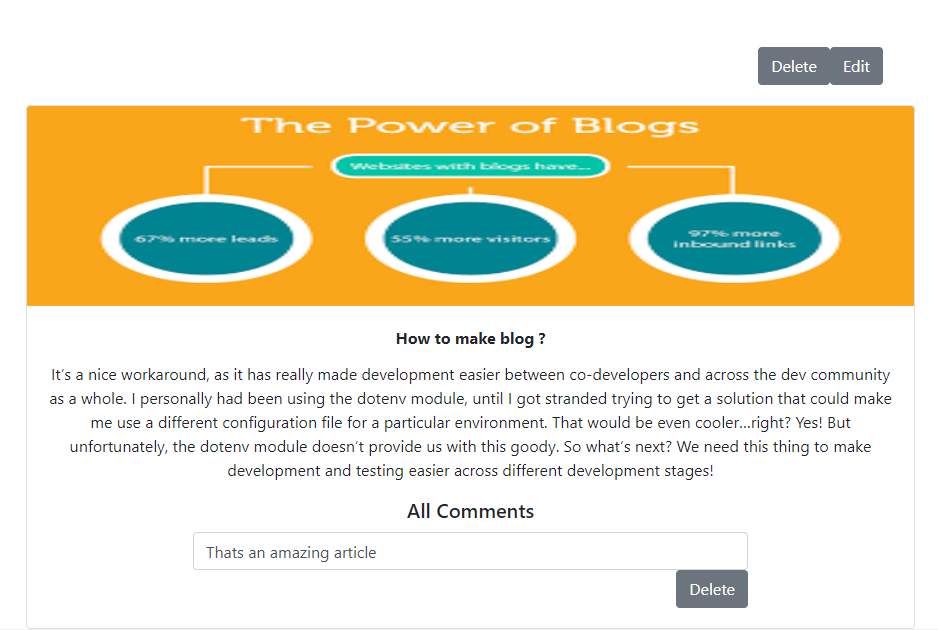 Delete Edit
The Power of Blogs
Websites with blogs have...
67% more leads
55% more visitors
97% more
inbound links
How to make blog ?
It's a nice workaround, as it has really made development easier between co-developers and across the dev community
as a whole. I personally had been using the dotenv module, until I got stranded trying to get a solution that could make
me use a different configuration file for a particular environment. That would be even cooler...right? Yes! But
unfortunately, the dotenv module doesn't provide us with this goody. So what's next? We need this thing to make
development and testing easier across different development stages!
All Comments
Thats an amazing article
Delete